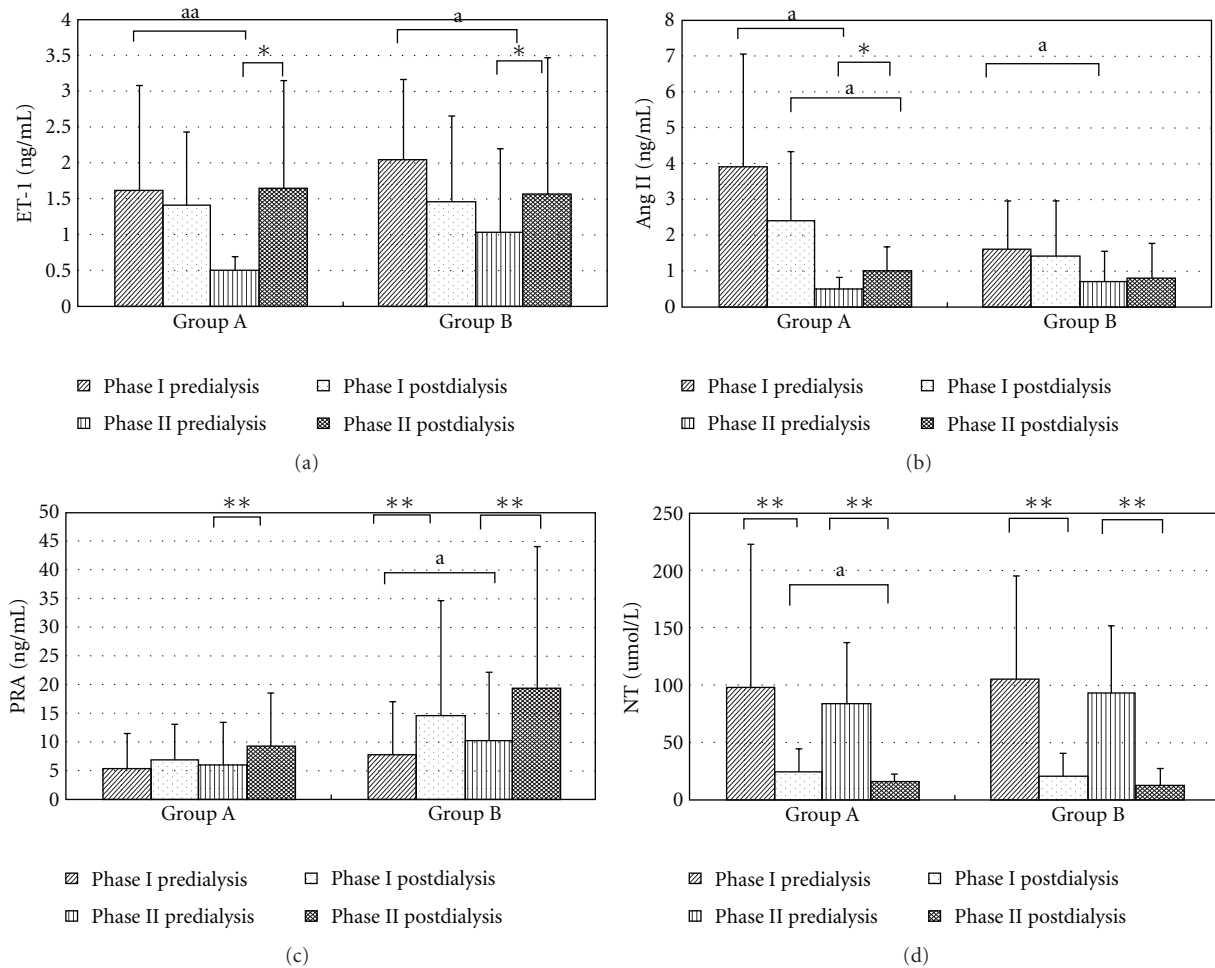 aa
a
*
*
4
3.5
3
2.5
2
1.5
1
0.5
0
ET-1 (ng/mL)
Group A
Group B
Phase I predialysis
Phase I postdialysis
Phase II predialysis
Phase II postdialysis
(a)
a
*
a
a
8
7
6
5
4
3
2
1
0
Ang II (ng/mL)
Group A
Group B
Phase I predialysis
Phase I postdialysis
Phase II predialysis
Phase II postdialysis
(b)
**
**
**
a
50
45
40
35
30
25
20
15
10
5
0
PRA (ng/mL)
Group A
Group B
Phase I predialysis
Phase I postdialysis
Phase II predialysis
Phase II postdialysis
(c)
**
**
**
**
a
250
200
150
100
50
0
NT (umol/L)
Group A
Group B
Phase I predialysis
Phase I postdialysis
Phase II predialysis
Phase II postdialysis
(d)